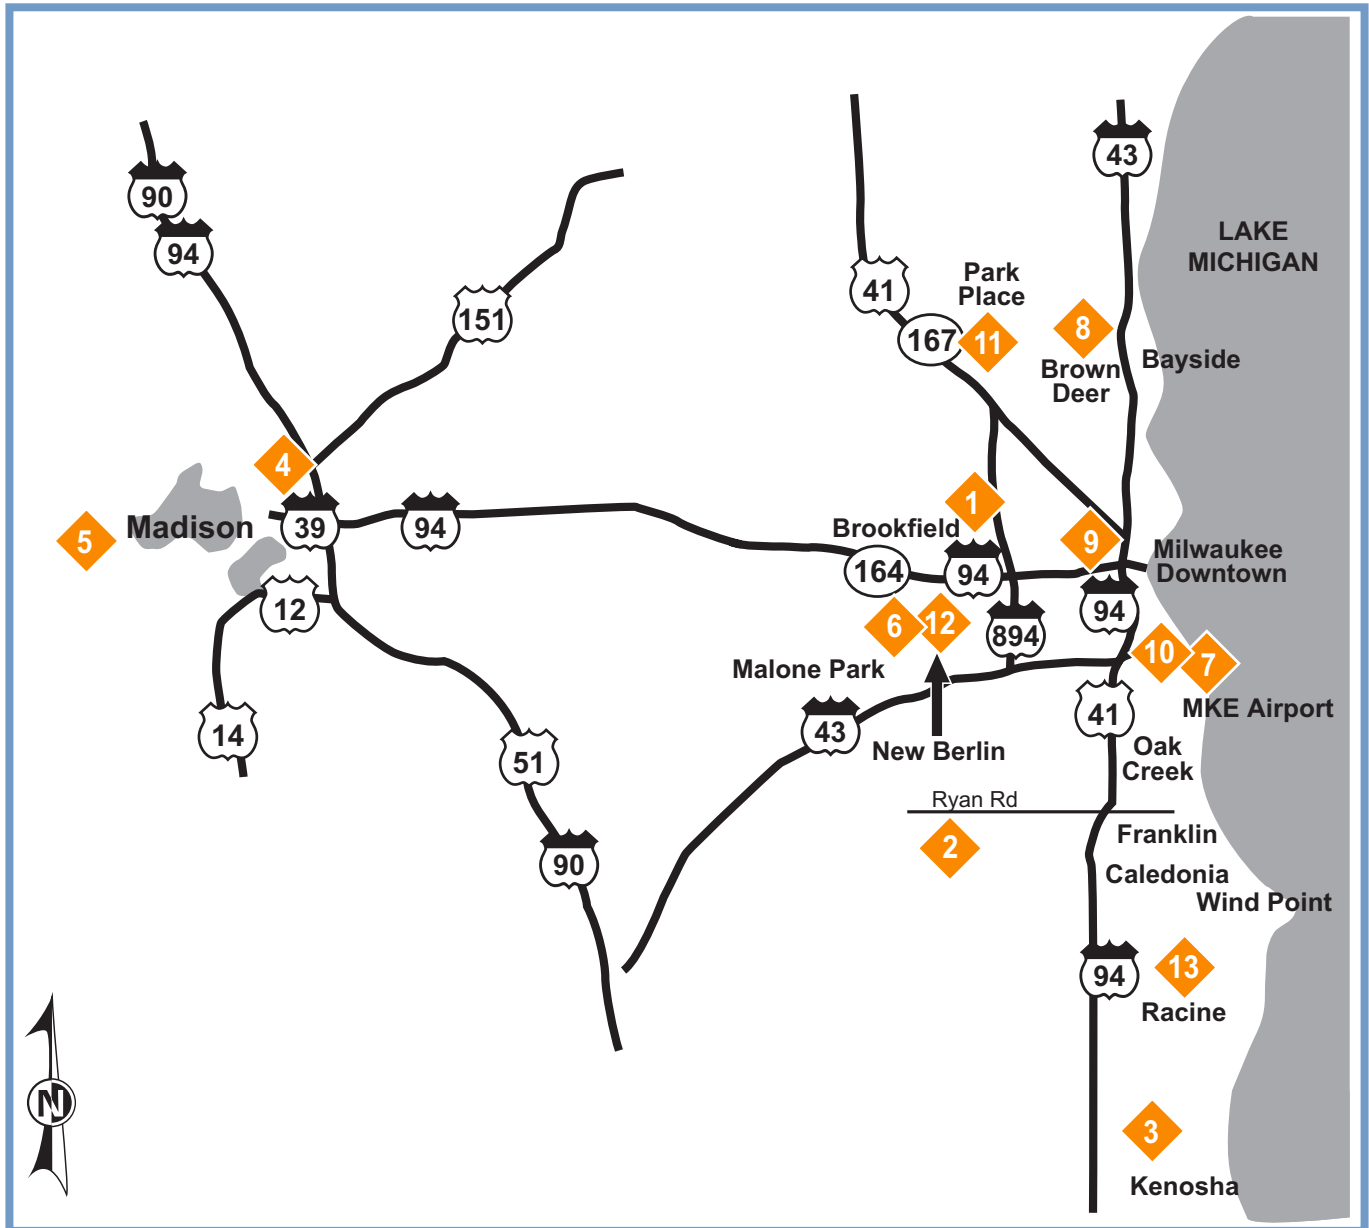 43
90
LAKE
MICHIGAN
94
Park
Place
41
151
8
167
11
Brown
Deer
Bayside
4
1
Madison
39
94
Brookfield
5
9
Milwaukee
Downtown
164
94
12
94
6
12
894
10
7
Malone Park
MKE Airport
14
43
41
New Berlin
Oak
Creek
51
Ryan Rd
Franklin
2
90
Caledonia
Wind Point
94
13
Racine
N
3
Kenosha